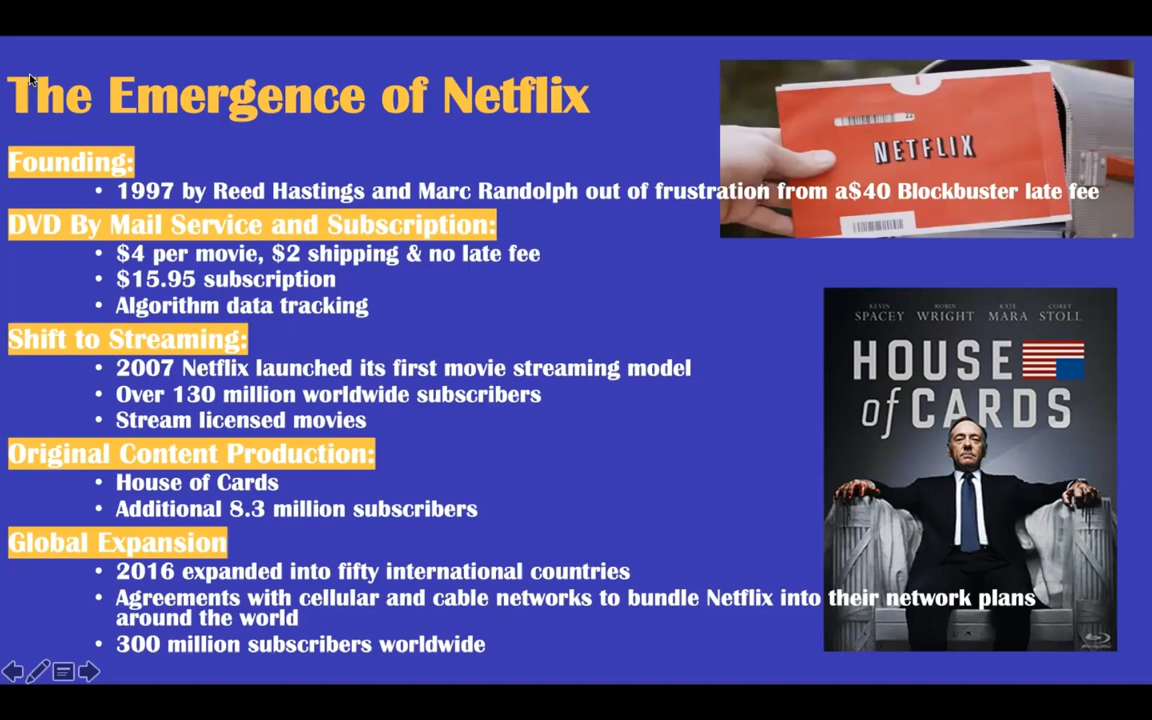 The Emergence of Netflix
NETFLIX
Founding:
• 1997 by Reed Hastings and Marc Randolph out of frustration from a$40 Blockbuster late fee
DVD By Mail Service and Subscription:
• $4 per movie, $2 shipping & no late fee
• $15.95 subscription
• Algorithm data tracking
Shift to Streaming:
• 2007 Netflix launched its first movie streaming model
• Over 130 million worldwide subscribers
• Stream licensed movies
Original Content Production:
• House of Cards
• Additional 8.3 million subscribers
Global Expansion
• 2016 expanded into fifty international countries
• Agreements with cellular and cable networks to bundle Netflix into their network plans
around the world
• 300 million subscribers worldwide
KEVIN SPACEY ROBIN WRIGHT KATE MARA COREY STOLL
HOUSE
of CARDS